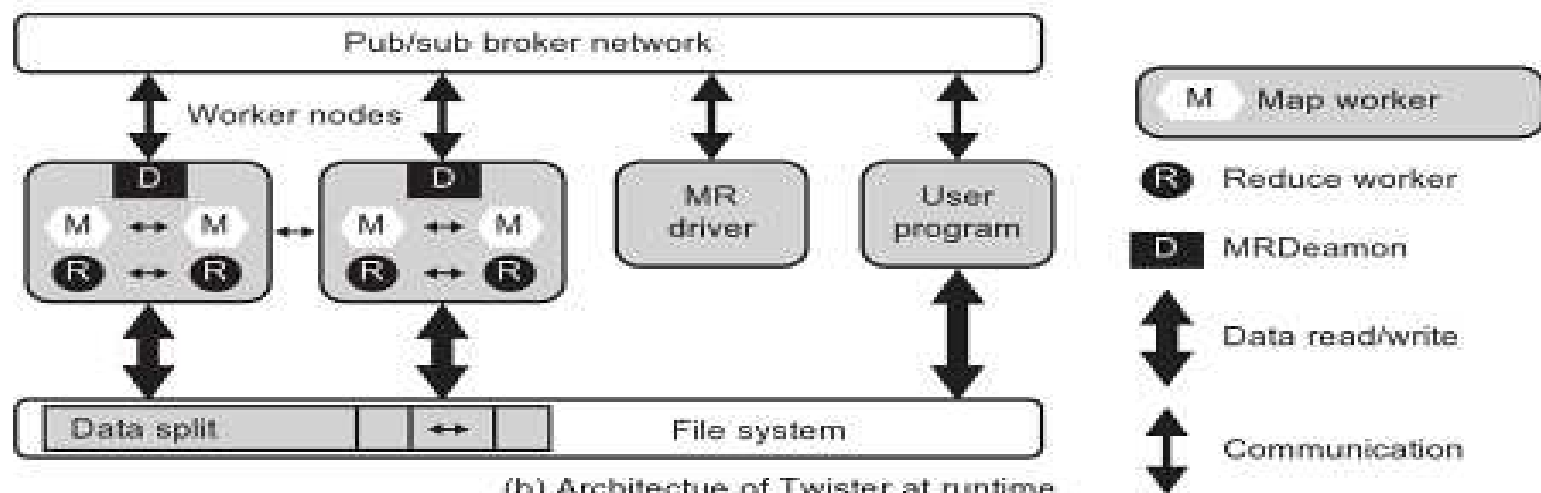 Pub/sub broker network
Worker nodes
D
D
M M
M M
R R
R R
MR
driver
User
program
Data split
File system
M Map worker
R Reduce worker
D MRDeamon
Data read/write
Communication
(b) Architectue of Twister at runtime